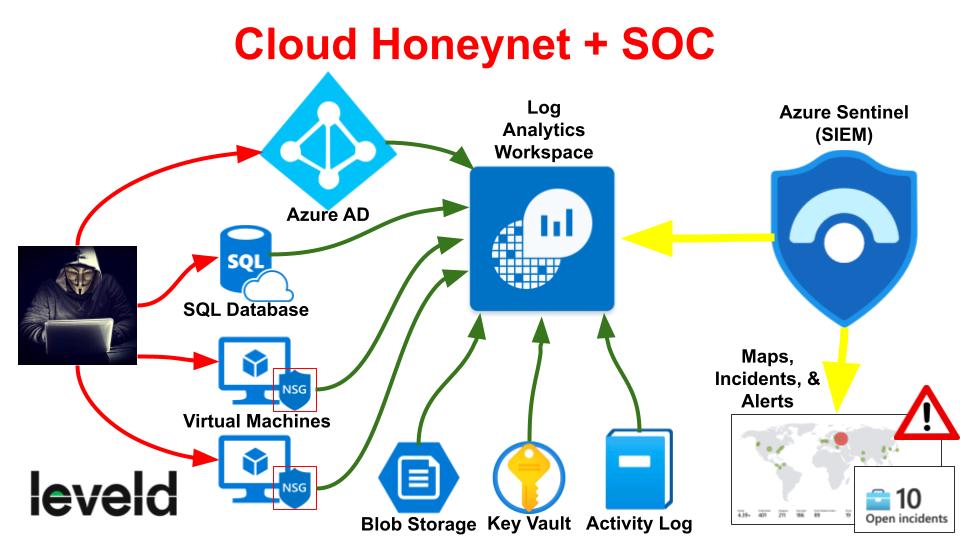 Cloud Honeynet + SOC
Log
Analytics
Workspace
Azure Sentinel
(SIEM)
Azure AD
SQL
SQL Database
NSG
Virtual Machines
NSG
Maps,
Incidents, &
Alerts
Blob Storage
Key Vault
Activity Log
leveld
10
Open incidents